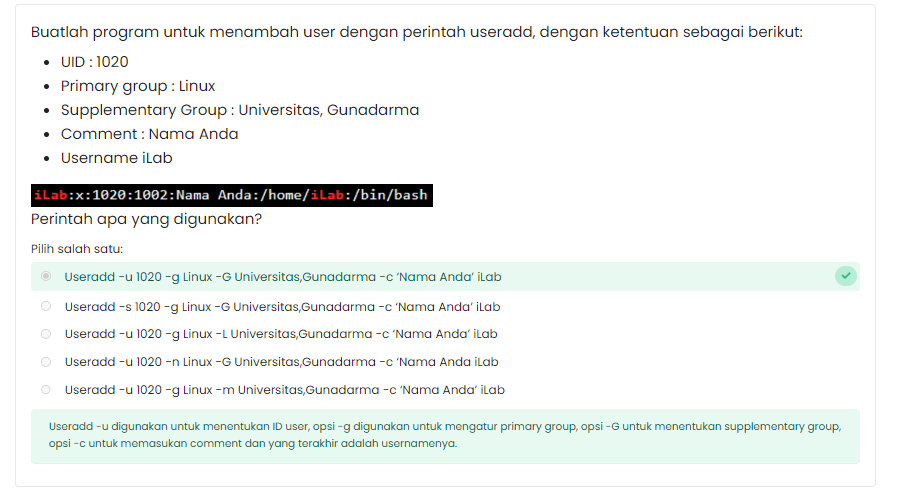 Buatlah program untuk menambah user dengan perintah useradd, dengan ketentuan sebagai berikut:
• UID : 1020
• Primary group : Linux
• Supplementary Group : Universitas, Gunadarma
• Comment : Nama Anda
• Username iLab
iLab:x:1020:1002:Nama Anda:/home/iLab:/bin/bash
Perintah apa yang digunakan?
Pilih salah satu:
Useradd -u 1020 -g Linux -G Universitas,Gunadarma -c ‘Nama Anda’ iLab
Useradd -s 1020 -g Linux -G Universitas,Gunadarma -c ‘Nama Anda’ iLab
Useradd -u 1020 -g Linux -L Universitas,Gunadarma -c ‘Nama Anda’ iLab
Useradd -u 1020 -n Linux -G Universitas,Gunadarma -c ‘Nama Anda iLab
Useradd -u 1020 -g Linux -m Universitas,Gunadarma -c ‘Nama Anda’ iLab
Useradd -u digunakan untuk menentukan ID user, opsi -g digunakan untuk mengatur primary group, opsi -G untuk menentukan supplementary group,
opsi -c untuk memasukan comment dan yang terakhir adalah usernamenya.